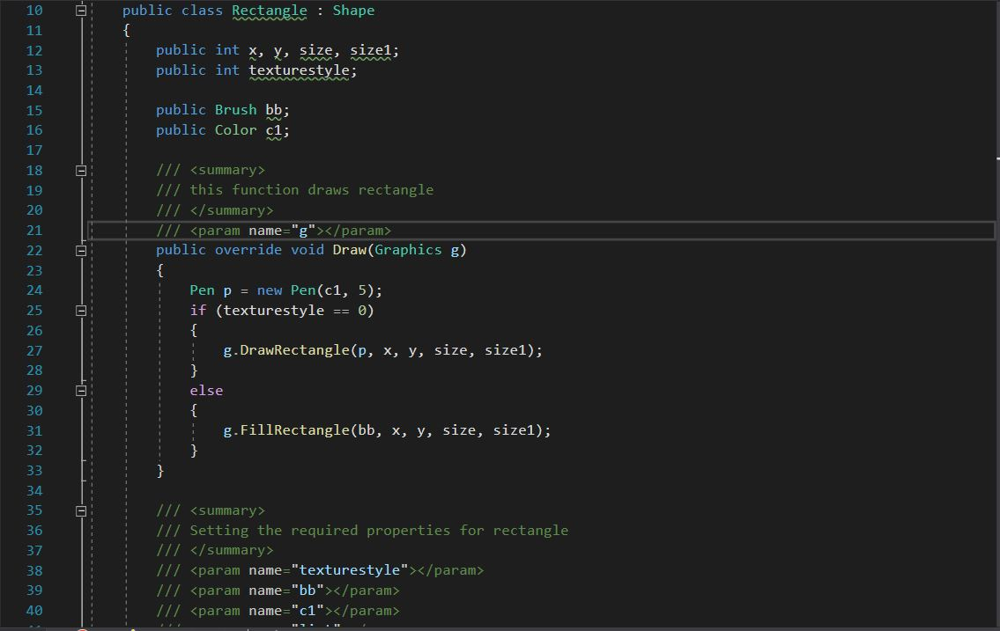 10 public class Rectangle : Shape
11 {
12 public int x, y, size, size1;
13 public int texturestyle;
14
15 public Brush bb;
16 public Color c1;
17
18 /// <summary>
19 /// this function draws rectangle
20 /// </summary>
21 /// <param name="g"></param>
22 public override void Draw(Graphics g)
23 {
24 Pen p = new Pen(c1, 5);
25 if (texturestyle == 0)
26 {
27 g.DrawRectangle(p, x, y, size, size1);
28 }
29 else
30 {
31 g.FillRectangle(bb, x, y, size, size1);
32 }
33 }
34
35 /// <summary>
36 /// Setting the required properties for rectangle
37 /// </summary>
38 /// <param name="texturestyle"></param>
39 /// <param name="bb"></param>
40 /// <param name="c1"></param>